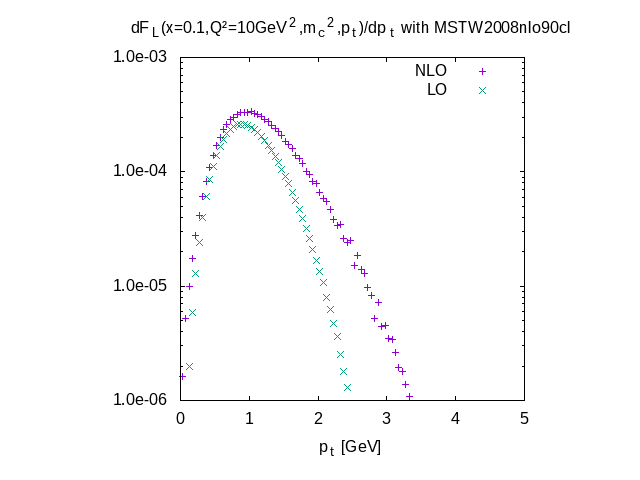 dF_L(x=0.1,Q²=10GeV²,m_c²,p_t)/dp_t with MSTW2008nlo90cl
NLO
LO
1.0e-03
1.0e-04
1.0e-05
1.0e-06
0 1 2 3 4 5
p_t [GeV]